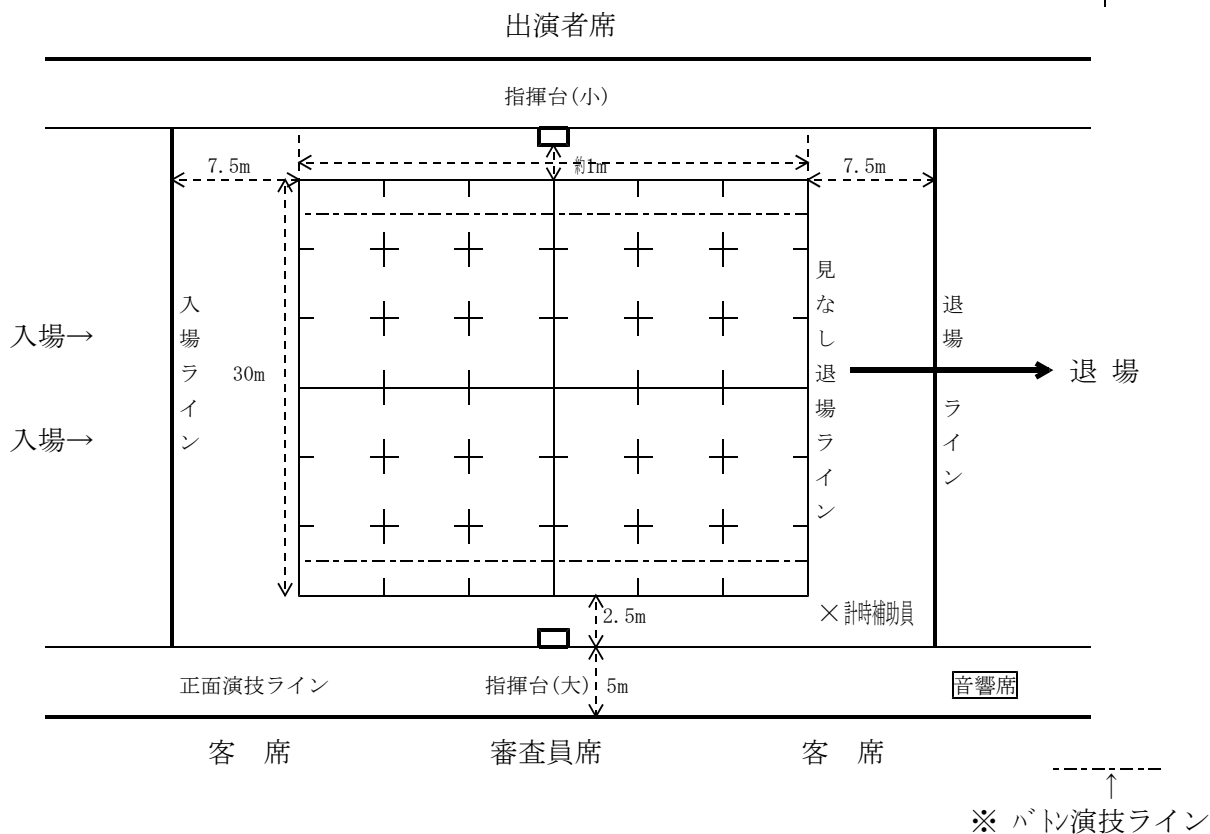 出演者席
指揮台(小)
7.5m
約1m
7.5m
入場ライン
見なし退場ライン
退場ライン
入場→
30m
退 場
入場→
2.5m
×計時補助員
正面演技ライン
指揮台(大)
5m
音響席
客 席
審査員席
客 席
↑
※ バトン演技ライン